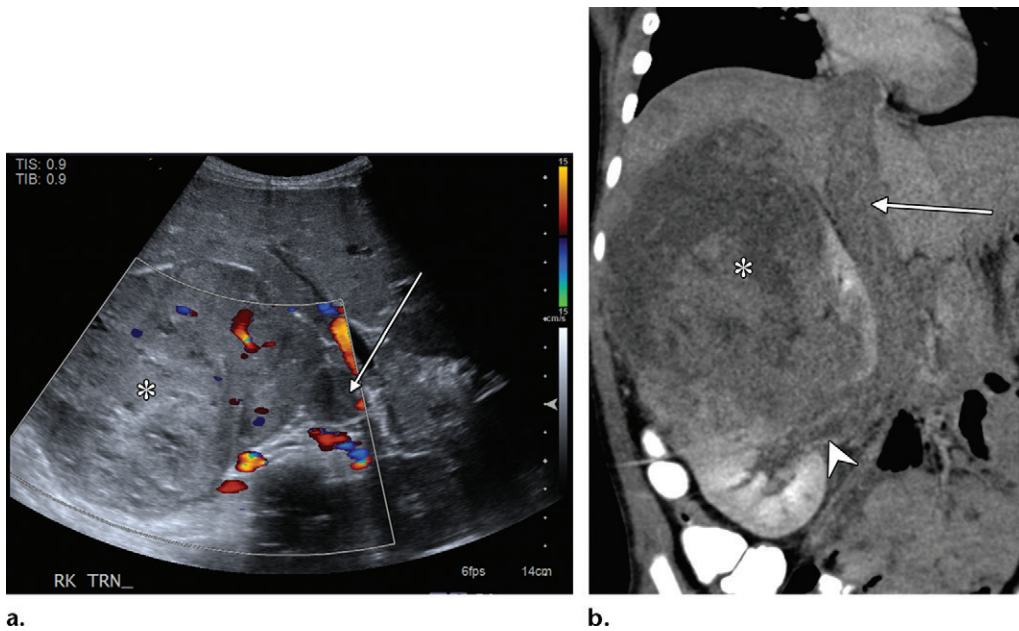 TIS: 0.9
TIB: 0.9
15
15
cm/s
*
*
RK TRN_
6fps
14cm
a.
b.